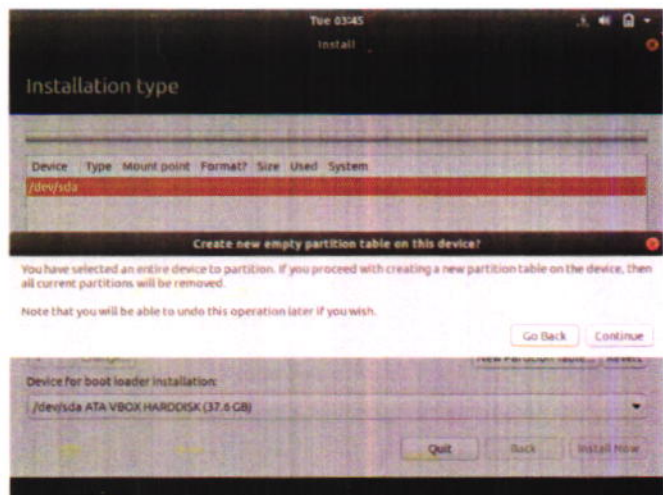 Tue 03:45
Install
Installation type
Device Type Mount point Format? Size Used System
/dev/sda
Create new empty partition table on this device?
You have selected an entire device to partition. If you proceed with creating a new partition table on the device, then
all current partitions will be removed.
Note that you will be able to undo this operation later if you wish.
Go Back Continue
New Partition Table... Revert
Device for boot loader installation:
/dev/sda ATA VBOX HARDDISK (37.6 GB)
Quit Back Install Now